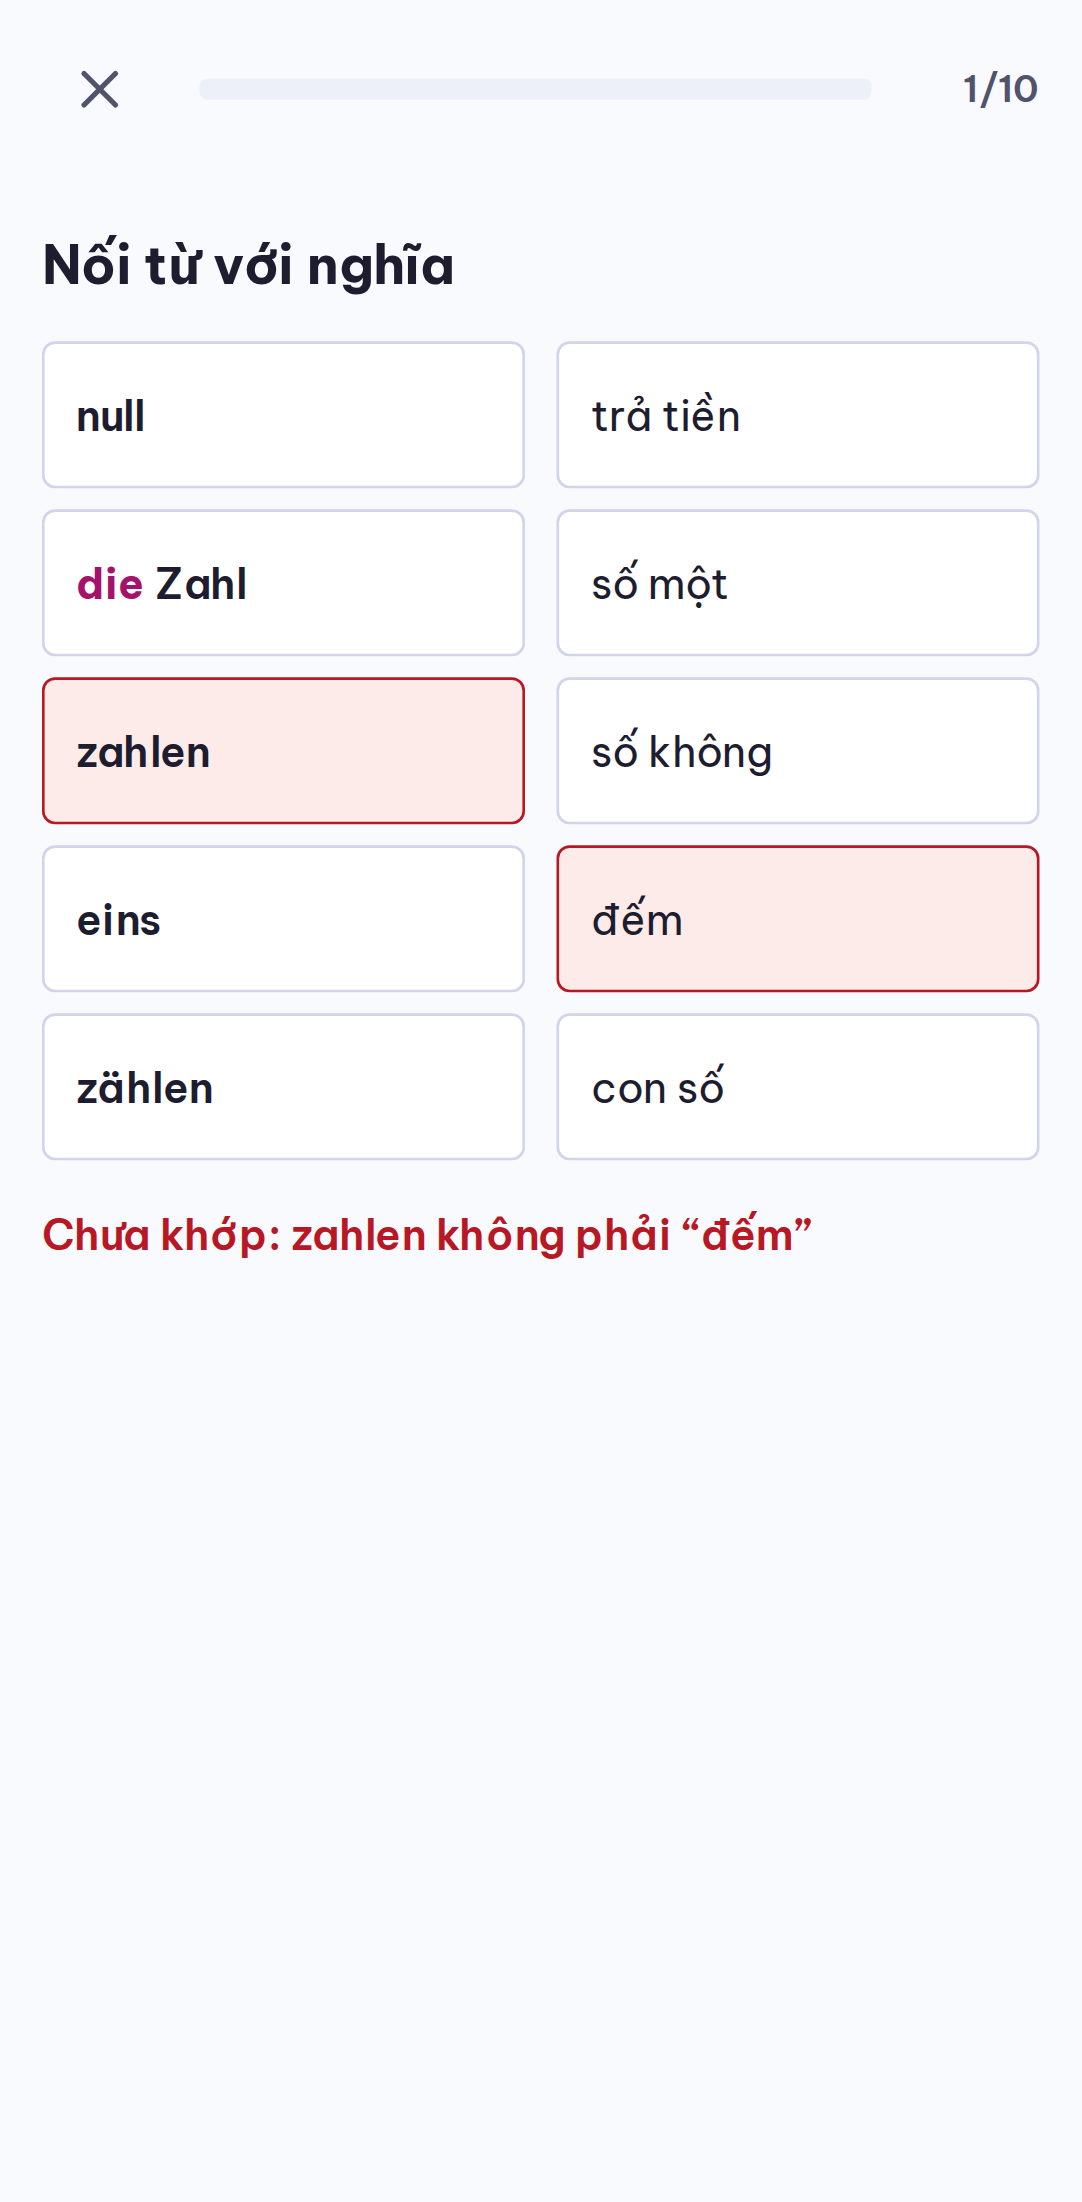 1/10
Nối từ với nghĩa
null
trả tiền
die Zahl
số một
zahlen
số không
eins
đếm
zählen
con số
Chưa khớp: zahlen không phải “đếm”